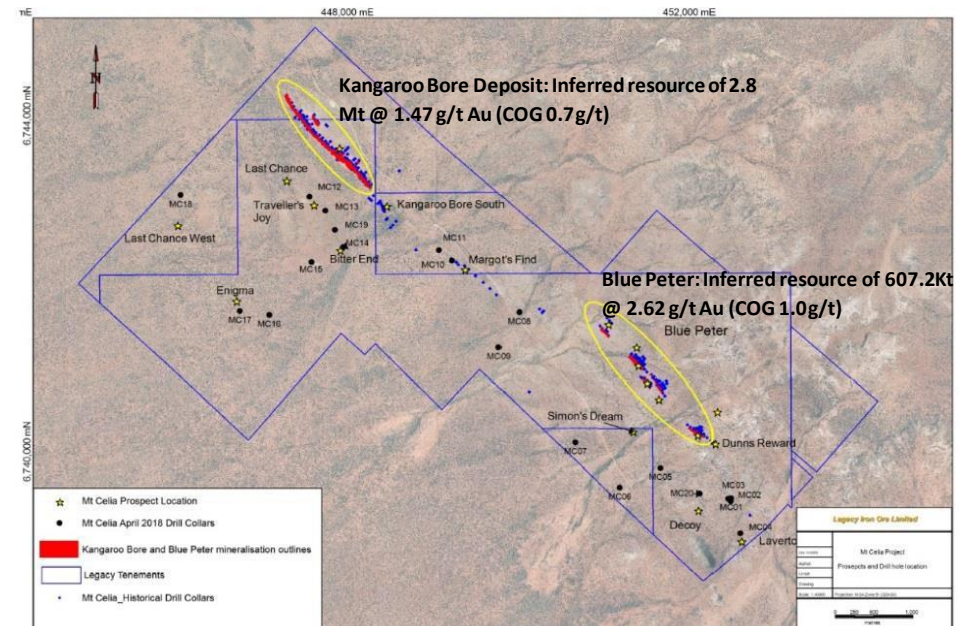 mE
448,000 mE
452,000 mE
N
6,744,000 mN
6,740,000 mN
Kangaroo Bore Deposit: Inferred resource of 2.8
Mt @ 1.47 g/t Au (COG 0.7g/t)
Last Chance
MC12
MC18
Traveller's
Joy
MC13
Kangaroo Bore South
MC19
Last Chance West
MC14
Bitter End
MC11
MC10
Margot's Find
MC15
Blue Peter: Inferred resource of 607.2Kt
@ 2.62 g/t Au (COG 1.0g/t)
Enigma
MC17
MC16
MC08
Blue Peter
MC09
Simon's Dream
Dunns Reward
MC07
MC05
MC06
MC03
MC20
MC02
MC01
Decoy
MC04
Laverto
Mt Celia Prospect Location
Mt Celia April 2018 Drill Collars
Kangaroo Bore and Blue Peter mineralisation outlines
Legacy Tenements
Mt Celia_Historical Drill Collars
Legacy Iron Ore Limited
Mt Celia Project
Prosepcts and Drill hole location
metres